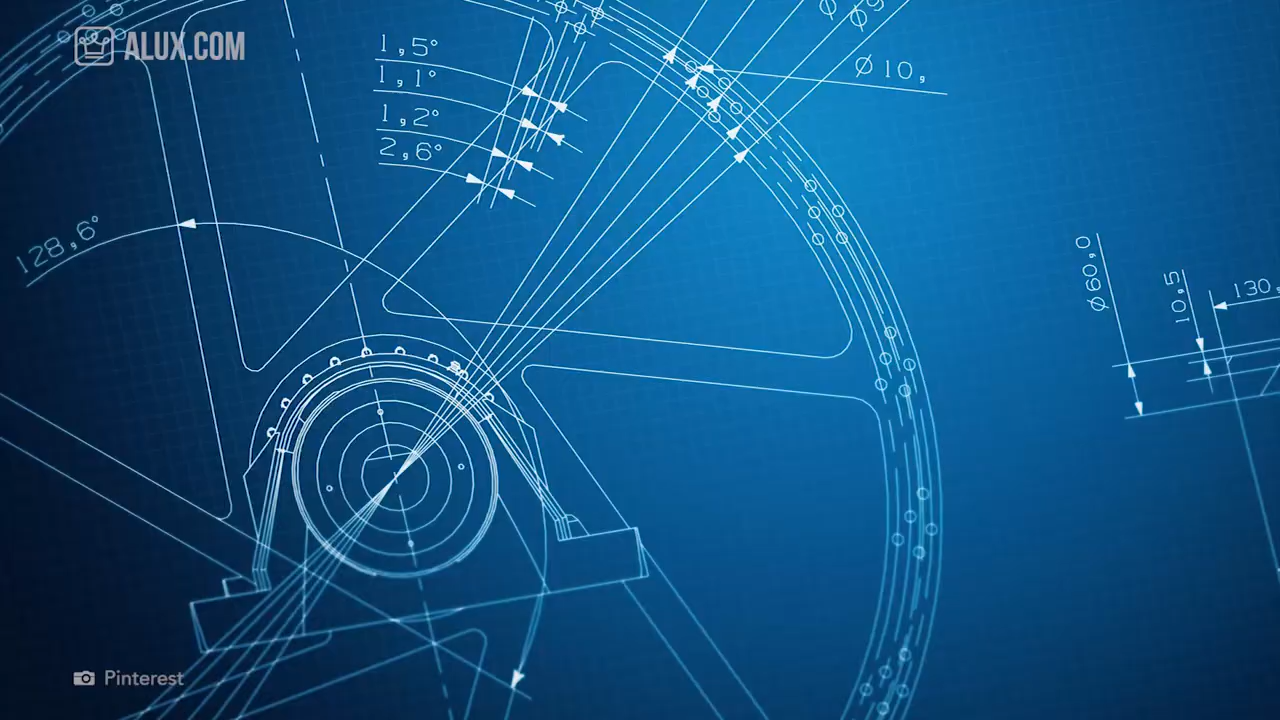 ALUX.COM
1,5°
1,1°
1,2°
2,6°
Ø10,
128,6°
Ø60,0
10,5
130,
Pinterest